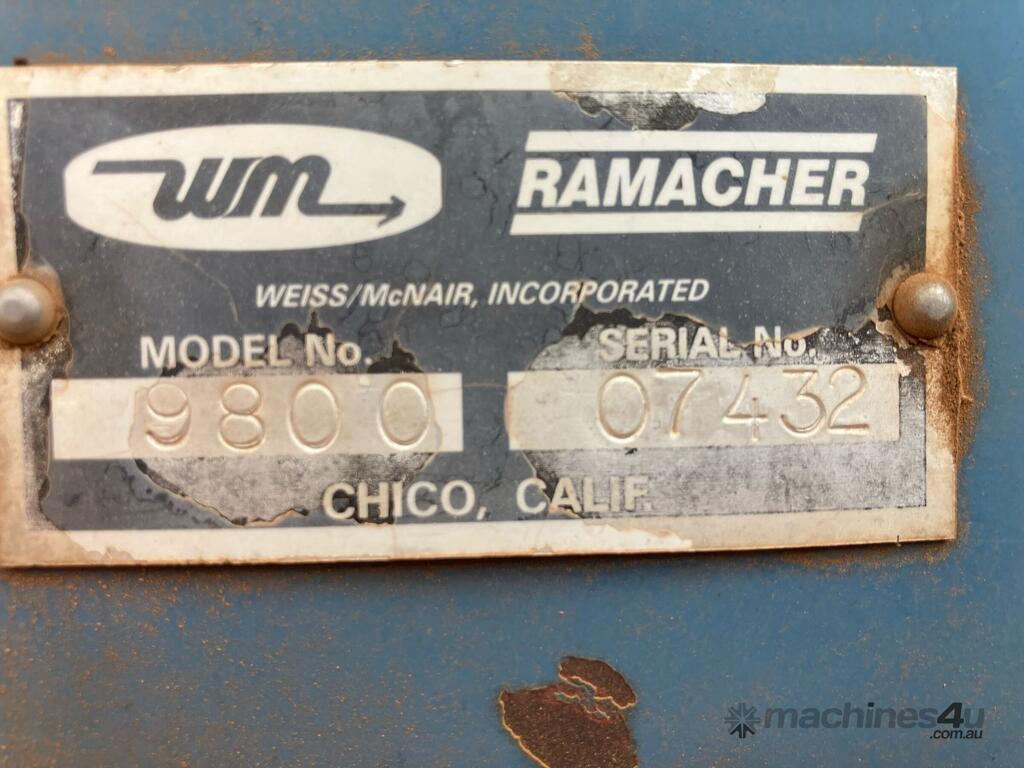 WM RAMACHER
WEISS/McNAIR, INCORPORATED
MODEL No. SERIAL No.
9800 07432
CHICO, CALIF.
machines4u
.com.au